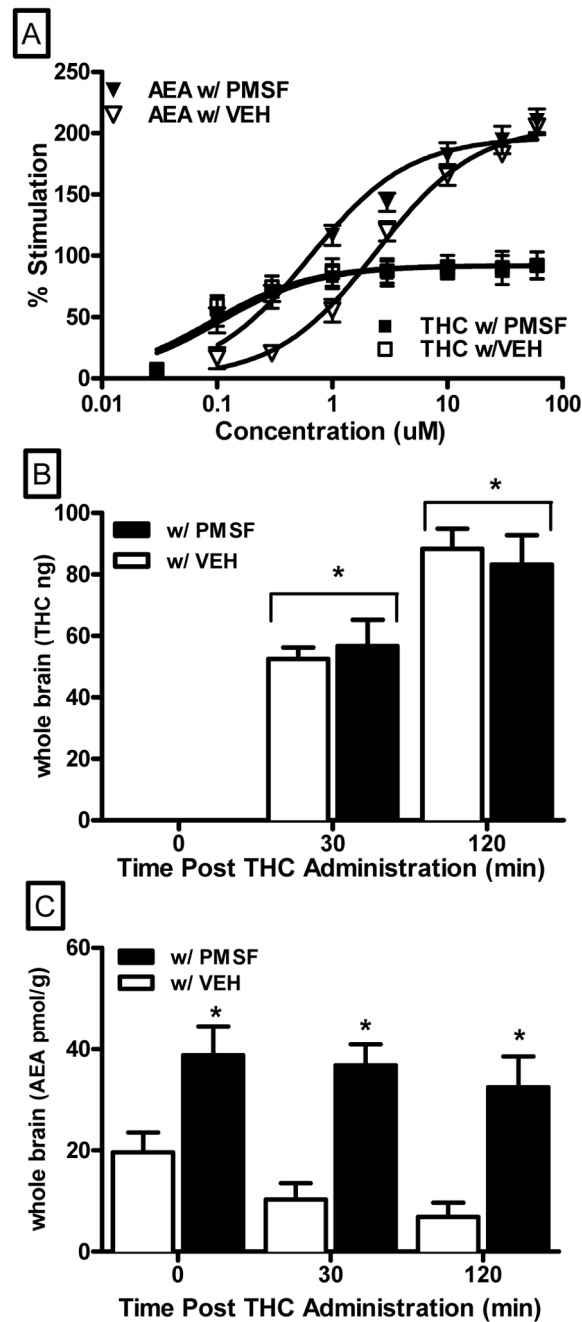 A
250
200
150
100
50
0
% Stimulation
AEA w/ PMSF
AEA w/ VEH
THC w/ PMSF
THC w/VEH
0.01
0.1
1
10
100
Concentration (uM)
B
100
80
60
40
20
0
whole brain (THC ng)
w/ PMSF
w/ VEH
*
*
0
30
120
Time Post THC Administration (min)
C
60
40
20
0
whole brain (AEA pmol/g)
w/ PMSF
w/ VEH
*
*
*
0
30
120
Time Post THC Administration (min)